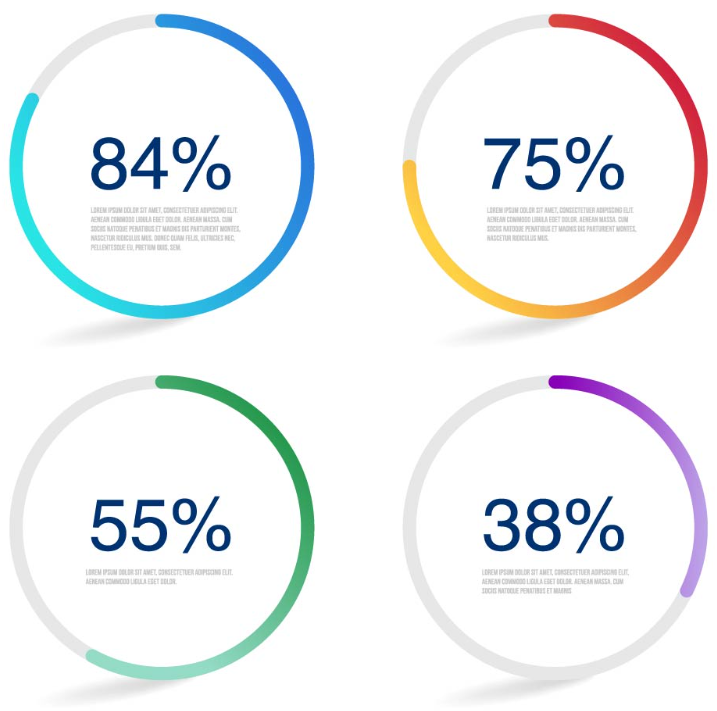 84%
LOREM IPSUM DOLOR SIT AMET, CONSECTETUER ADIPISCING ELIT.
AENEAN COMMODO LIGULA EGET DOLOR. AENEAN MASSA. CUM
SOCIIS NATOQUE PENATIBUS ET MAGNIS DIS PARTURIENT MONTES,
NASCETUR RIDICULUS MUS. DONEC QUAM FELIS, ULTRICIES NEC,
PELLENTESQUE EU, PRETIUM QUIS, SEM.
75%
LOREM IPSUM DOLOR SIT AMET, CONSECTETUER ADIPISCING ELIT.
AENEAN COMMODO LIGULA EGET DOLOR. AENEAN MASSA. CUM
SOCIIS NATOQUE PENATIBUS ET MAGNIS DIS PARTURIENT MONTES,
NASCETUR RIDICULUS MUS.
55%
LOREM IPSUM DOLOR SIT AMET, CONSECTETUER ADIPISCING ELIT.
AENEAN COMMODO LIGULA EGET DOLOR.
38%
LOREM IPSUM DOLOR SIT AMET, CONSECTETUER ADIPISCING ELIT.
AENEAN COMMODO LIGULA EGET DOLOR. AENEAN MASSA. CUM
SOCIIS NATOQUE PENATIBUS ET MAGNIS